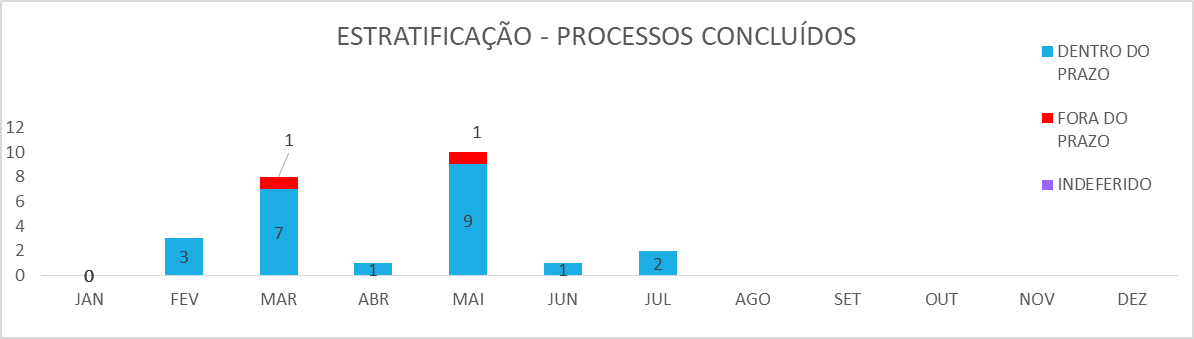 ESTRATIFICAÇÃO - PROCESSOS CONCLUÍDOS
DENTRO DO
PRAZO
FORA DO
PRAZO
INDEFERIDO
12
10
8
6
4
2
0
0
3
7
1
1
9
1
1
2
JAN FEV MAR ABR MAI JUN JUL AGO SET OUT NOV DEZ